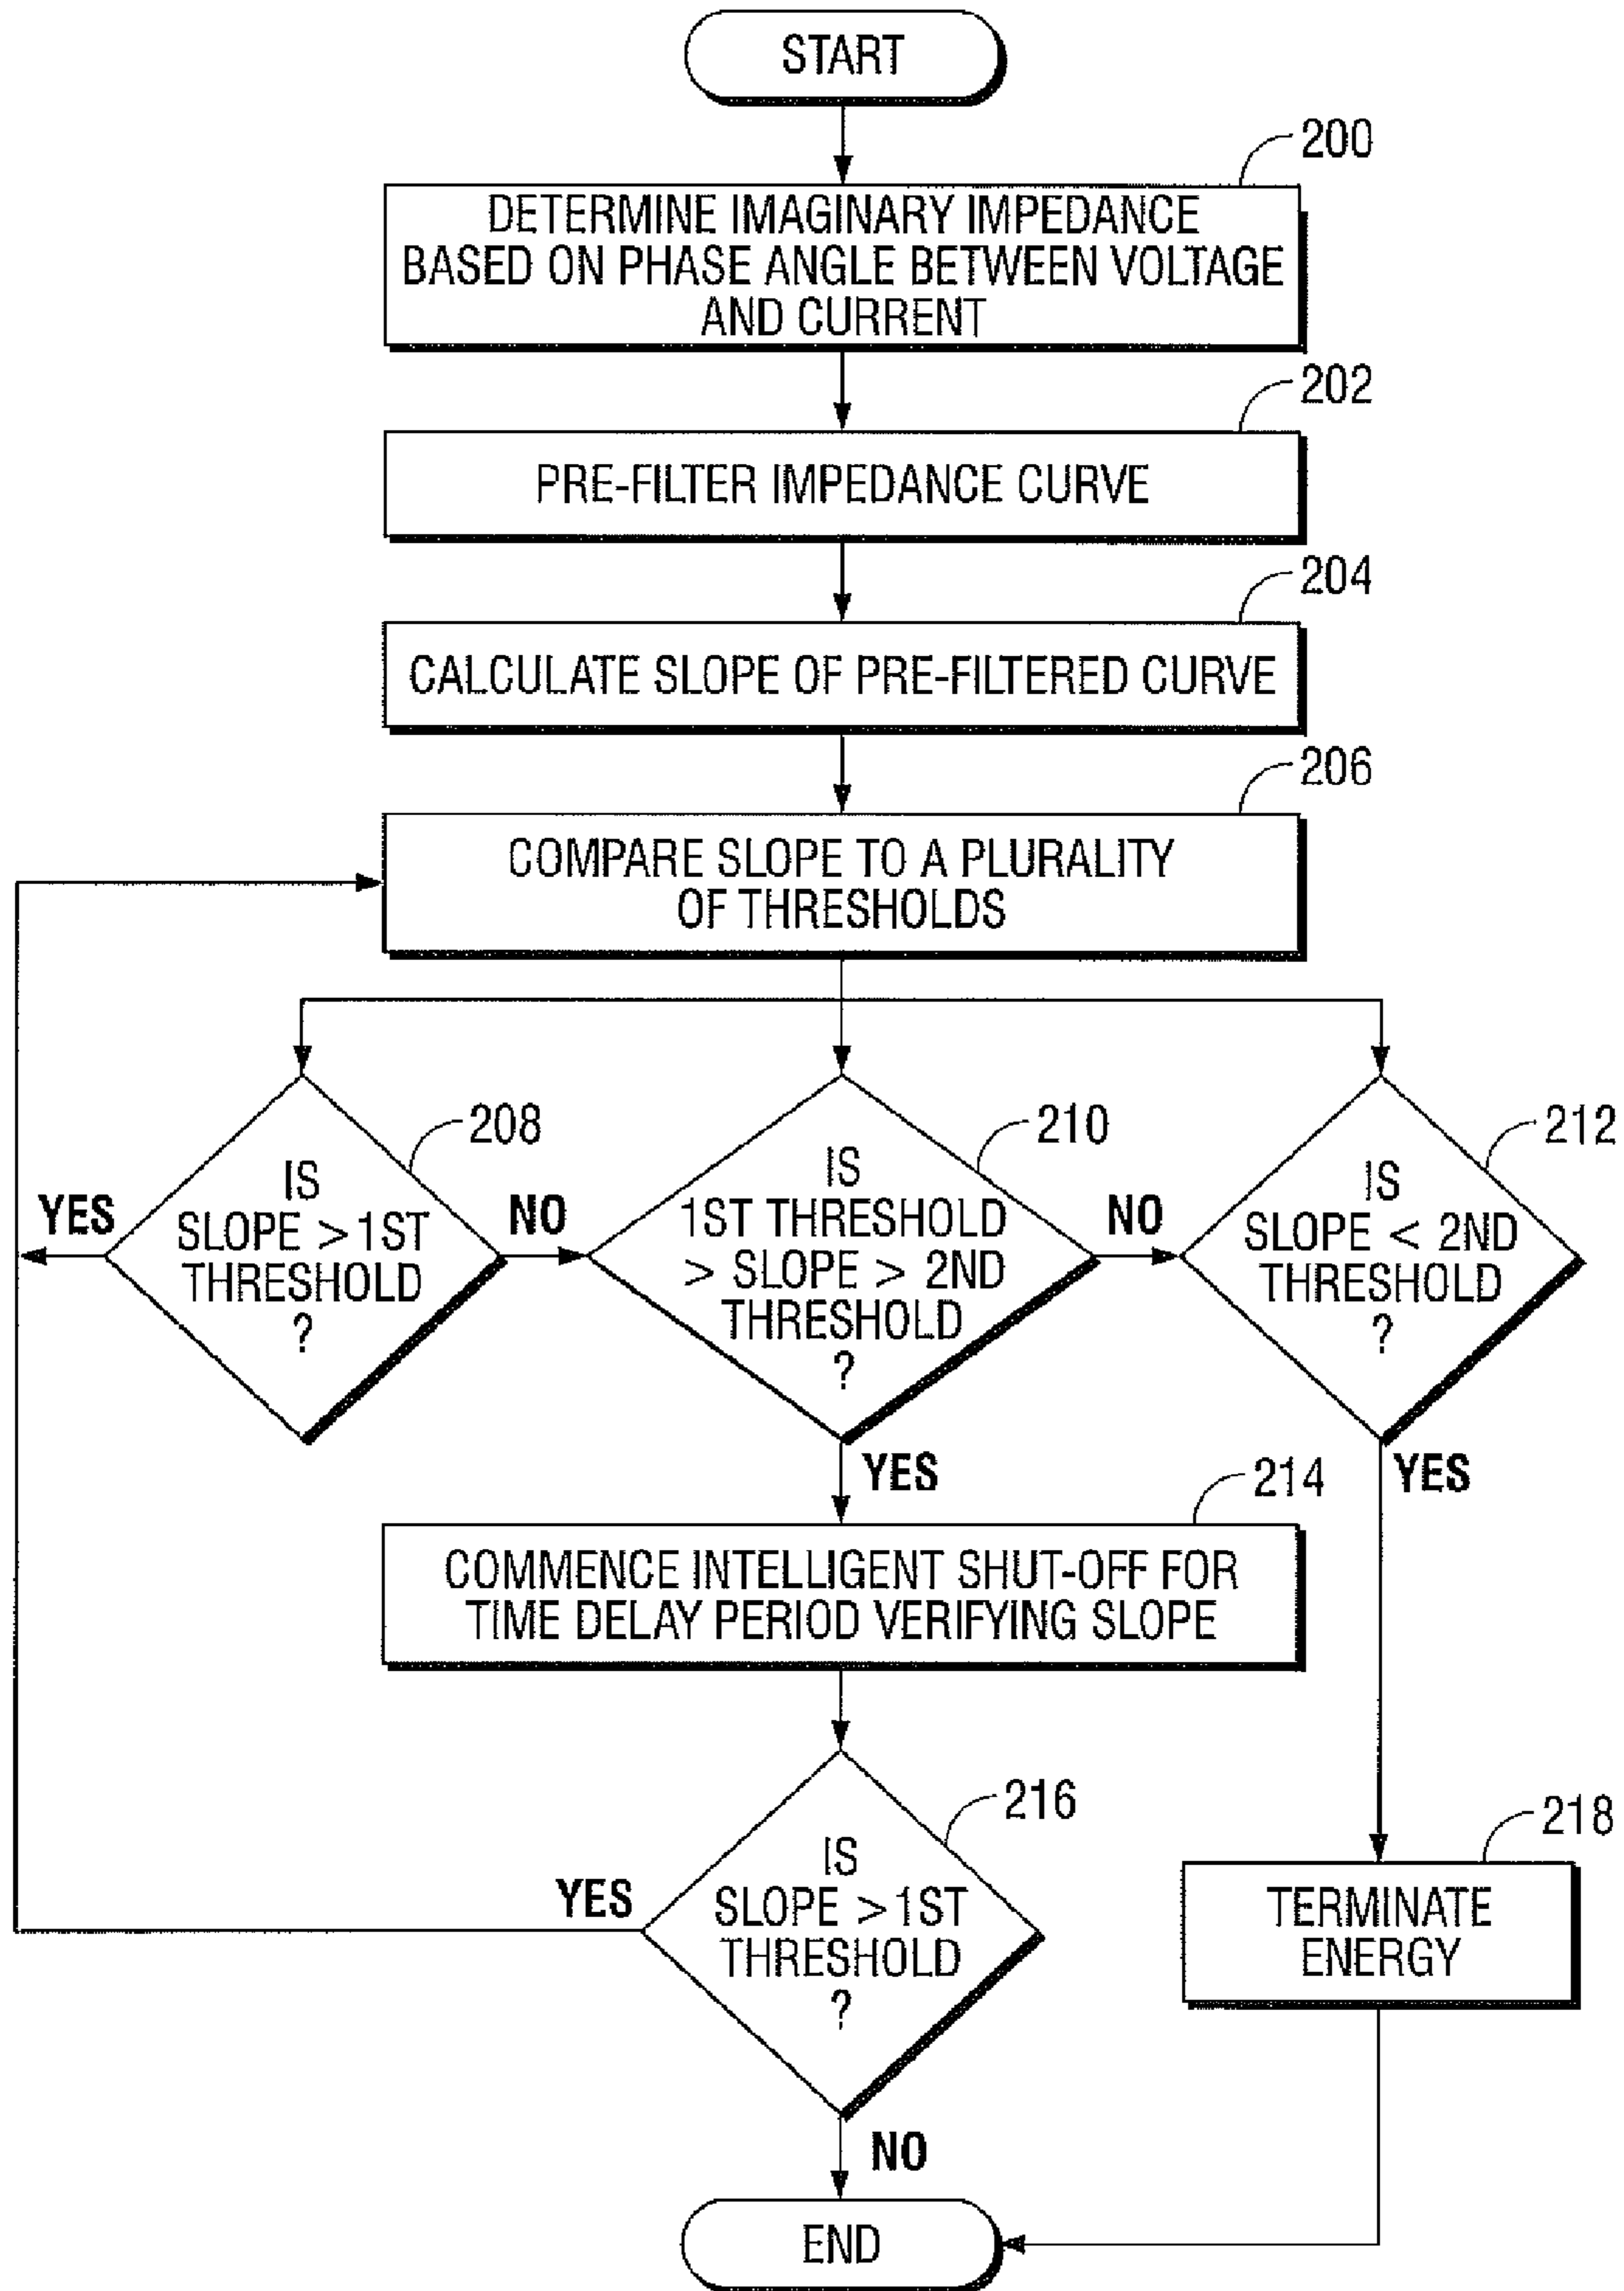 START
200
DETERMINE IMAGINARY IMPEDANCE
BASED ON PHASE ANGLE BETWEEN VOLTAGE
AND CURRENT
202
PRE-FILTER IMPEDANCE CURVE
204
CALCULATE SLOPE OF PRE-FILTERED CURVE
206
COMPARE SLOPE TO A PLURALITY
OF THRESHOLDS
208
IS
SLOPE > 1ST
THRESHOLD
?
YES
NO
210
IS
1ST THRESHOLD
> SLOPE > 2ND
THRESHOLD
?
NO
212
IS
SLOPE < 2ND
THRESHOLD
?
YES
YES
214
COMMENCE INTELLIGENT SHUT-OFF FOR
TIME DELAY PERIOD VERIFYING SLOPE
216
IS
SLOPE > 1ST
THRESHOLD
?
YES
218
TERMINATE
ENERGY
NO
END